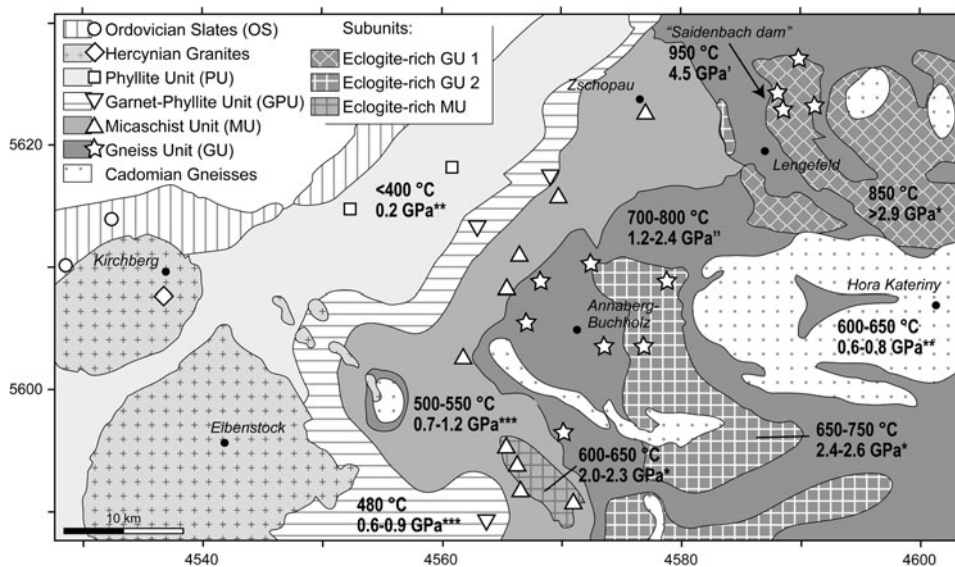 Ordovician Slates (OS)
Hercynian Granites
Phyllite Unit (PU)
Garnet-Phyllite Unit (GPU)
Micaschist Unit (MU)
Gneiss Unit (GU)
Cadomian Gneisses
Subunits:
Eclogite-rich GU 1
Eclogite-rich GU 2
Eclogite-rich MU
"Saidenbach dam"
950 °C
4.5 GPa'
Zschopau
Lengefeld
5620
<400 °C
0.2 GPa**
850 °C
>2.9 GPa*
700-800 °C
1.2-2.4 GPa"
Kirchberg
Hora Kateriny
Annaberg-
Buchholz
600-650 °C
0.6-0.8 GPa**
5600
500-550 °C
0.7-1.2 GPa***
Eibenstock
650-750 °C
2.4-2.6 GPa*
600-650 °C
2.0-2.3 GPa*
480 °C
0.6-0.9 GPa***
10 km
4540
4560
4580
4600